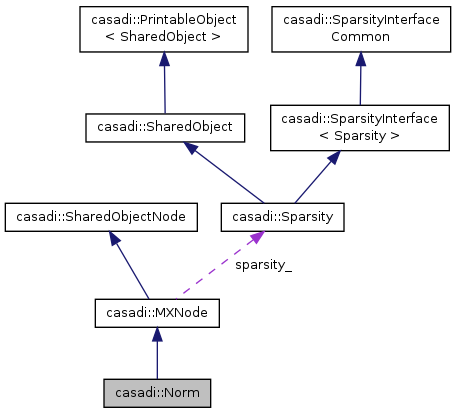 casadi::PrintableObject
< SharedObject >
casadi::SparsityInterface
Common
casadi::SharedObject
casadi::SparsityInterface
< Sparsity >
casadi::SharedObjectNode
casadi::Sparsity
sparsity_
casadi::MXNode
casadi::Norm